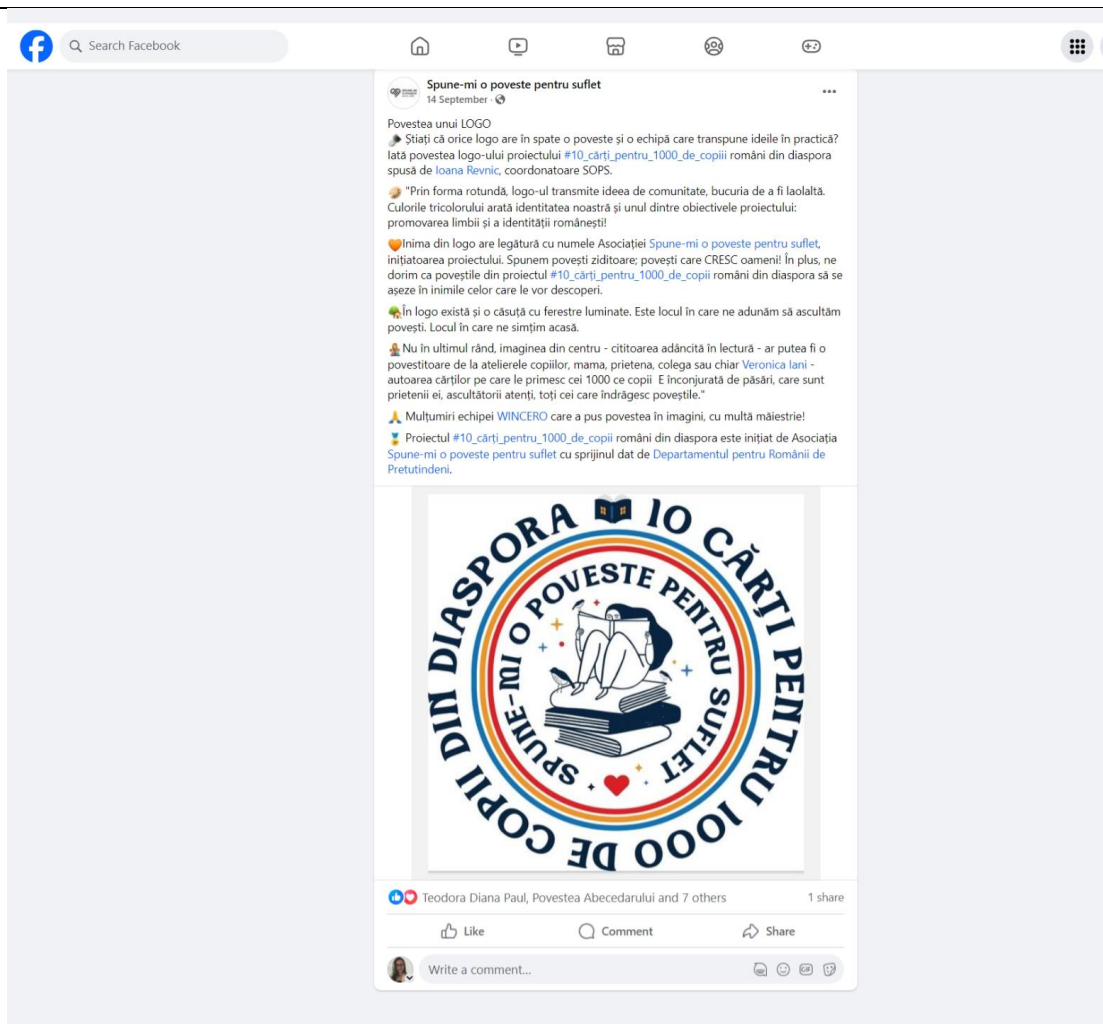 Search Facebook
Spune-mi o poveste pentru suflet
14 September ·
Povestea unui LOGO
Știați că orice logo are în spate o poveste și o echipă care transpune ideile în practică?
Iată povestea logo-ului proiectului #10_cărți_pentru_1000_de_copiii români din diaspora
spusă de Ioana Revnic, coordonatoare SOPS.
"Prin forma rotundă, logo-ul transmite ideea de comunitate, bucuria de a fi laolaltă.
Culorile tricolorului arată identitatea noastră și unul dintre obiectivele proiectului:
promovarea limbii și a identității românești!
Inima din logo are legătură cu numele Asociației Spune-mi o poveste pentru suflet,
inițiatoarea proiectului. Spunem povești ziditoare; povești care CRESC oameni! În plus, ne
dorim ca poveștile din proiectul #10_cărți_pentru_1000_de_copii români din diaspora să se
așeze în inimile celor care le vor descoperi.
În logo există și o căsuță cu ferestre luminate. Este locul în care ne adunăm să ascultăm
povești. Locul în care ne simțim acasă.
Nu în ultimul rând, imaginea din centru - cititoarea adâncită în lectură - ar putea fi o
povestitoare de la atelierele copiilor, mama, prietena, colega sau chiar Veronica Iani -
autoarea cărților pe care le primesc cei 1000 ce copii E înconjurată de păsări, care sunt
prietenii ei, ascultătorii atenți, toți cei care îndrăgesc poveștile."
Mulțumiri echipei WINCERO care a pus povestea în imagini, cu multă măiestrie!
Proiectul #10_cărți_pentru_1000_de_copii români din diaspora este inițiat de Asociația
Spune-mi o poveste pentru suflet cu sprijinul dat de Departamentul pentru Românii de
Pretutindeni.
10 CĂRȚI PENTRU 1000 DE COPII DIN DIASPORA
SPUNE-MI O POVESTE PENTRU SUFLET
Teodora Diana Paul, Povestea Abecedarului and 7 others
1 share
Like
Comment
Share
Write a comment...
GIF